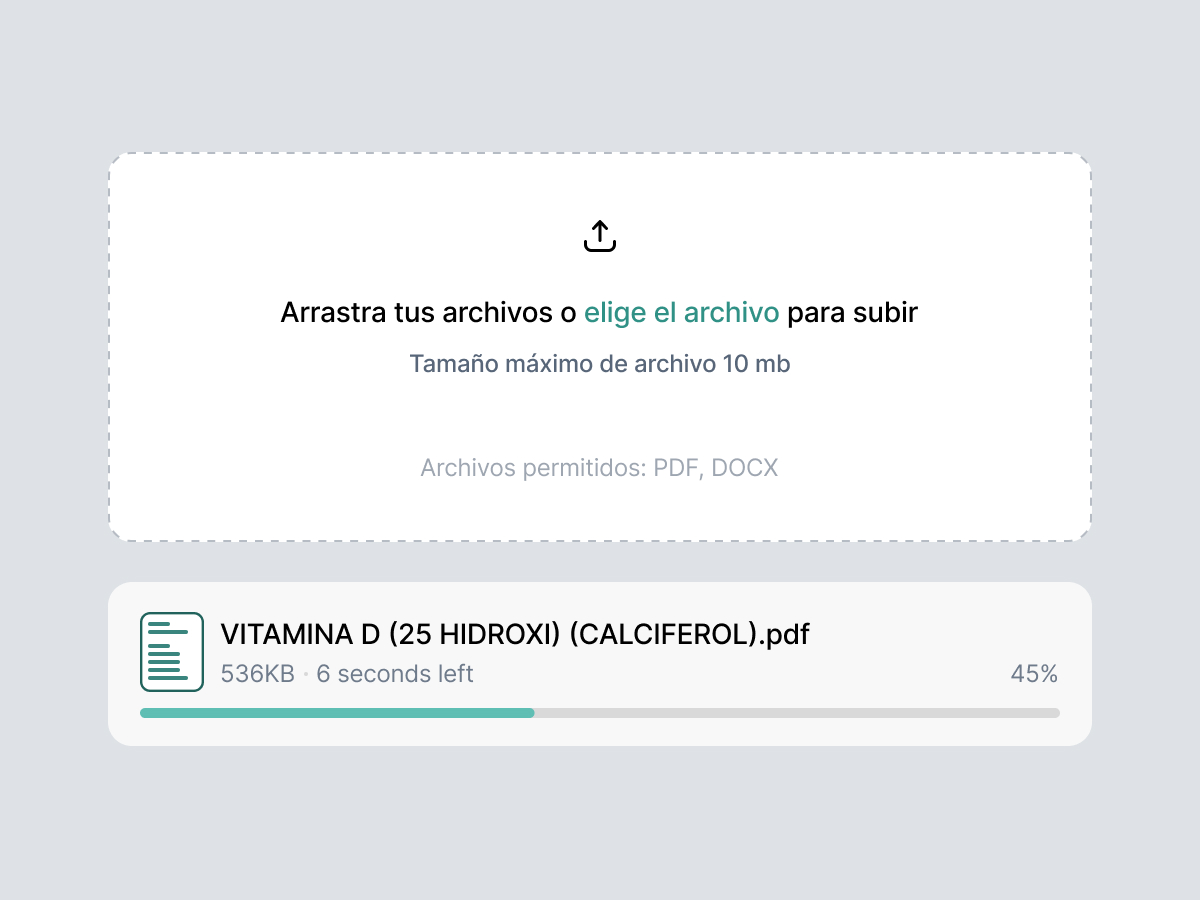 Arrastra tus archivos o elige el archivo para subir
Tamaño máximo de archivo 10 mb
Archivos permitidos: PDF, DOCX
VITAMINA D (25 HIDROXI) (CALCIFEROL).pdf
536KB · 6 seconds left
45%